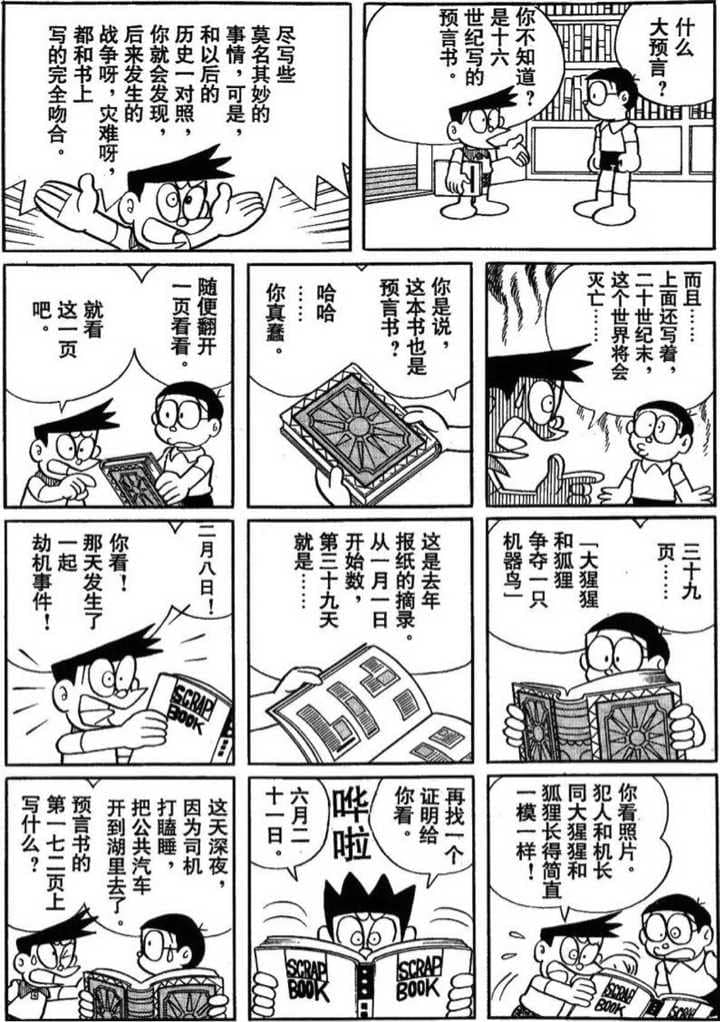 什么
大预言？
你不知道？
是十六
世纪写的
预言书。
尽写些
莫名其妙的
事情，可是，
和以后的
历史一对照，
你就会发现，
后来发生的
战争呀，灾难呀，
都和书上
写的完全吻合。
而且……
上面还写着，
二十世纪末，
这个世界将会
灭亡……
你是说，
这本书也是
预言书？
哈哈
……
你真蠢。
随便翻开
一页看看。
就看
这一页
吧。
三十九
页……
「大猩猩
和狐狸
争夺一只
机器鸟」
这是去年
报纸的摘录。
从一月一日
开始数，
第三十九天
就是……
二月八日！
你看！
那天发生了
一起
劫机事件！
SCRAP
BOOK
你看照片。
犯人和机长
同大猩猩和
狐狸长得简直
一模一样！
SCRAP
BOOK
再找一个
证明给
你看。
哗啦
六月二
十一日。
SCRAP
BOOK
SCRAP
BOOK
这天深夜，
因为司机
打瞌睡，
把公共汽车
开到湖里去了。
预言书的
第一七二页上
写什么？